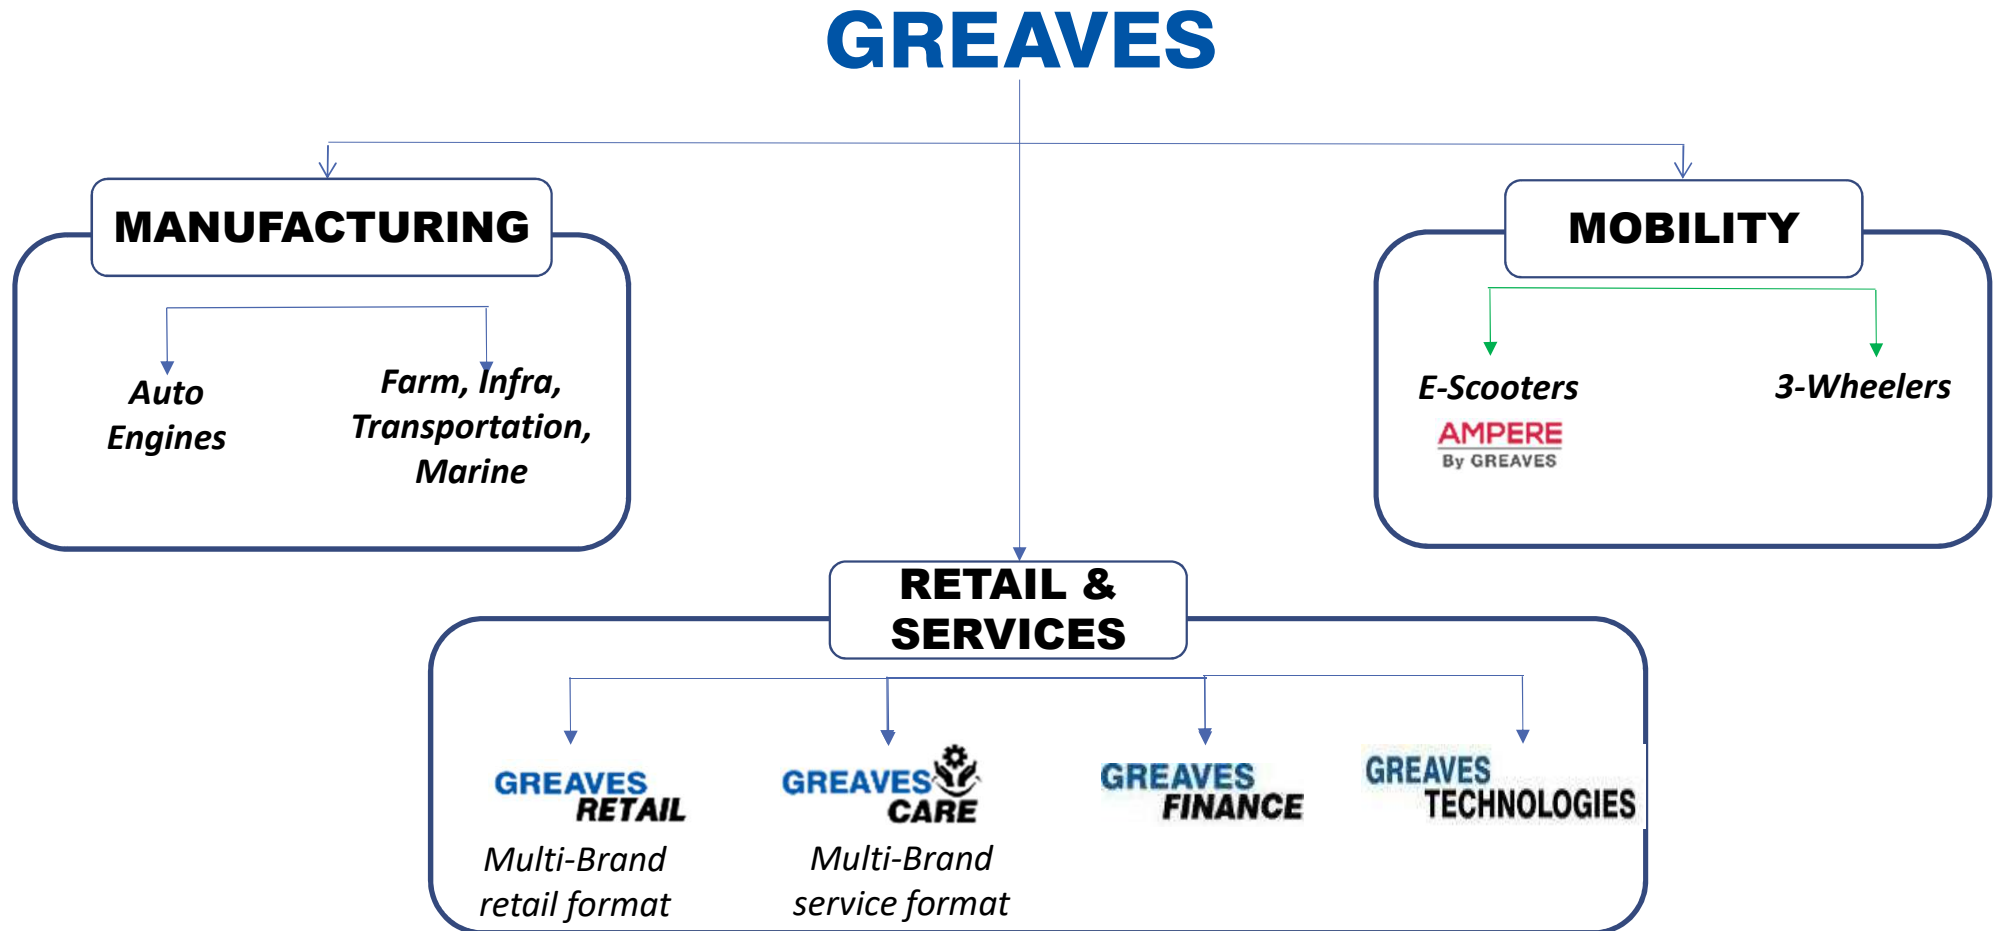 GREAVES
MANUFACTURING
Auto
Engines
Farm, Infra,
Transportation,
Marine
MOBILITY
E-Scooters
AMPERE
By GREAVES
3-Wheelers
RETAIL &
SERVICES
GREAVES
RETAIL
Multi-Brand
retail format
GREAVES
CARE
Multi-Brand
service format
GREAVES
FINANCE
GREAVES
TECHNOLOGIES